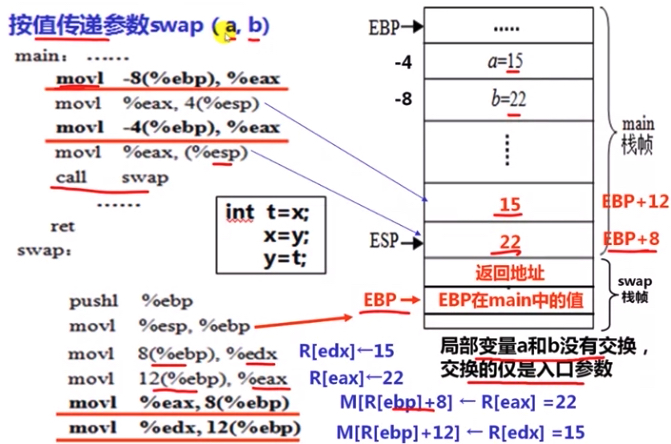 按值传递参数swap（a, b）
main: ……
movl -8(%ebp), %eax
movl %eax, 4(%esp)
movl -4(%ebp), %eax
movl %eax, (%esp)
call swap
……
ret
swap:
int t=x;
x=y;
y=t;
pushl %ebp
movl %esp, %ebp
movl 8(%ebp), %edx R[edx]←15
movl 12(%ebp), %eax R[eax]←22
movl %eax, 8(%ebp) M[R[ebp]+8] ← R[eax] =22
movl %edx, 12(%ebp) M[R[ebp]+12] ← R[edx] =15
EBP ……
-4 a=15
-8 b=22
……
15 EBP+12
ESP 22 EBP+8
返回地址
EBP EBP在main中的值
main
栈帧
swap
栈帧
局部变量a和b没有交换，
交换的仅是入口参数